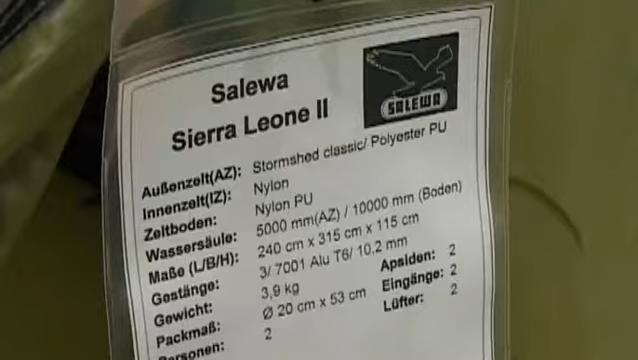 Salewa
Sierra Leone II
SALEWA
Außenzelt(AZ): Stormshed classic/ Polyester PU
Innenzelt(IZ): Nylon
Zeltboden: Nylon PU
Wassersäule: 5000 mm(AZ) / 10000 mm (Boden)
Maße (L/B/H): 240 cm x 315 cm x 115 cm
Gestänge: 3/ 7001 Alu T6/ 10,2 mm
Gewicht: 3,9 kg Apsiden: 2
Packmaß: Ø 20 cm x 53 cm Eingänge: 2
Personen: 2 Lüfter: 2